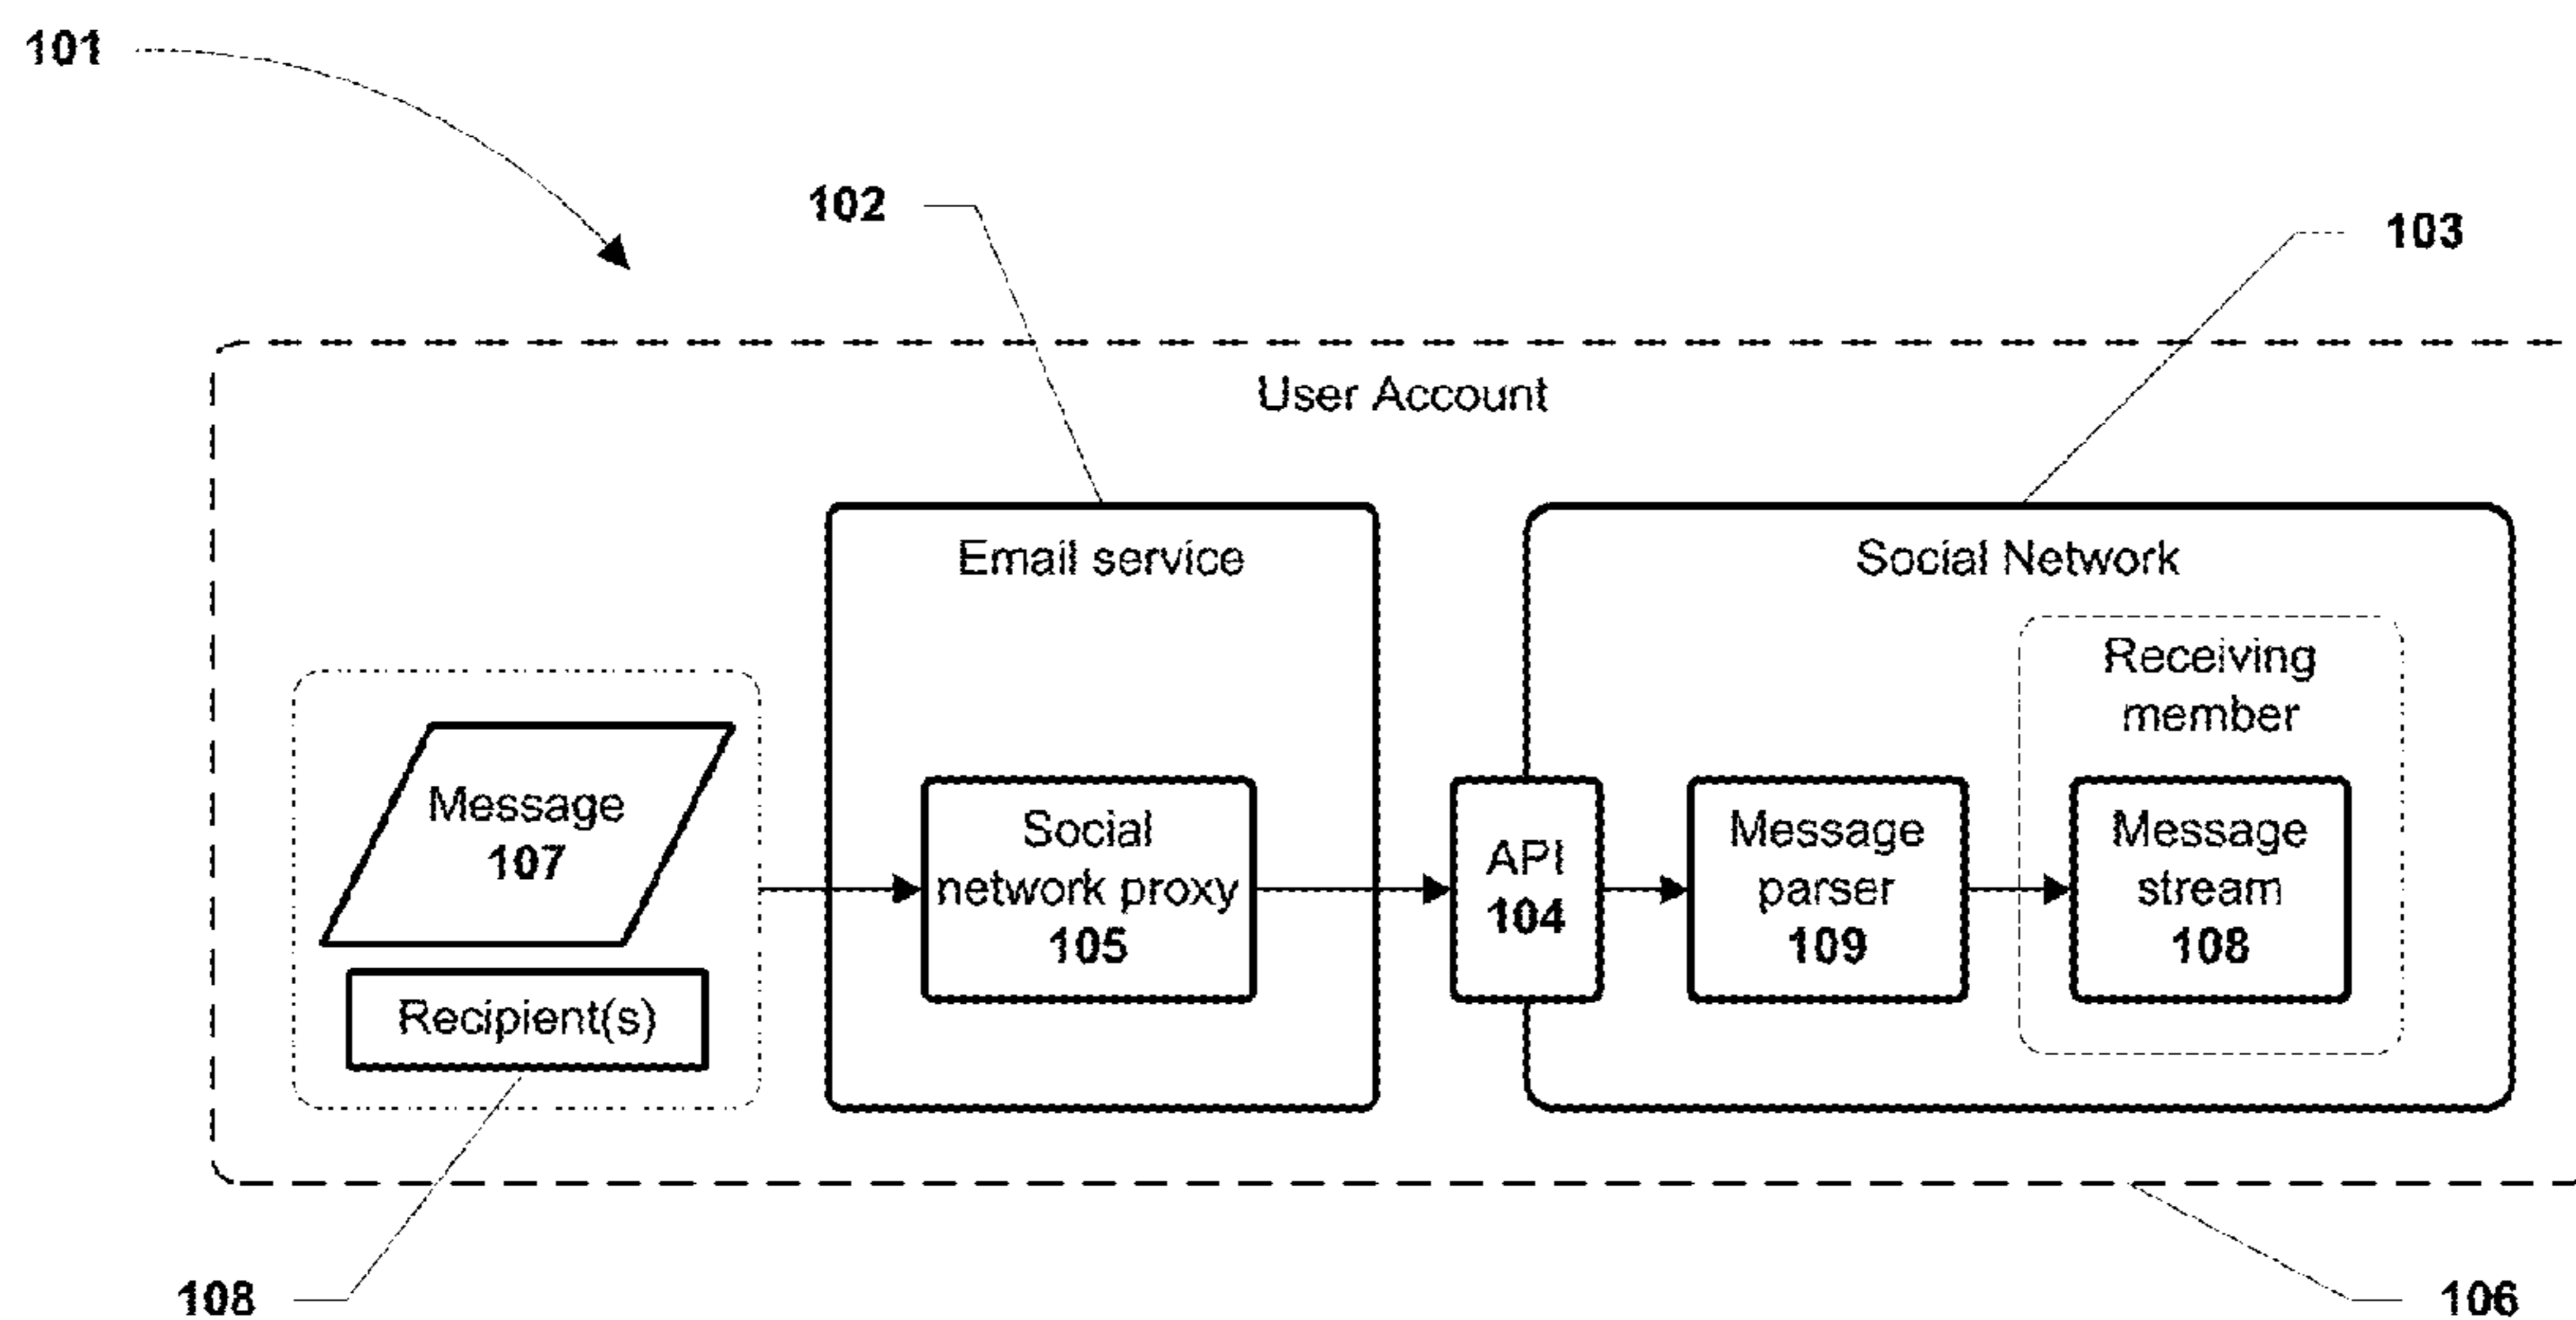 101
102
103
User Account
Email service
Social Network
Receiving
member
Message
107
Recipient(s)
Social
network proxy
105
API
104
Message
parser
109
Message
stream
108
108
106